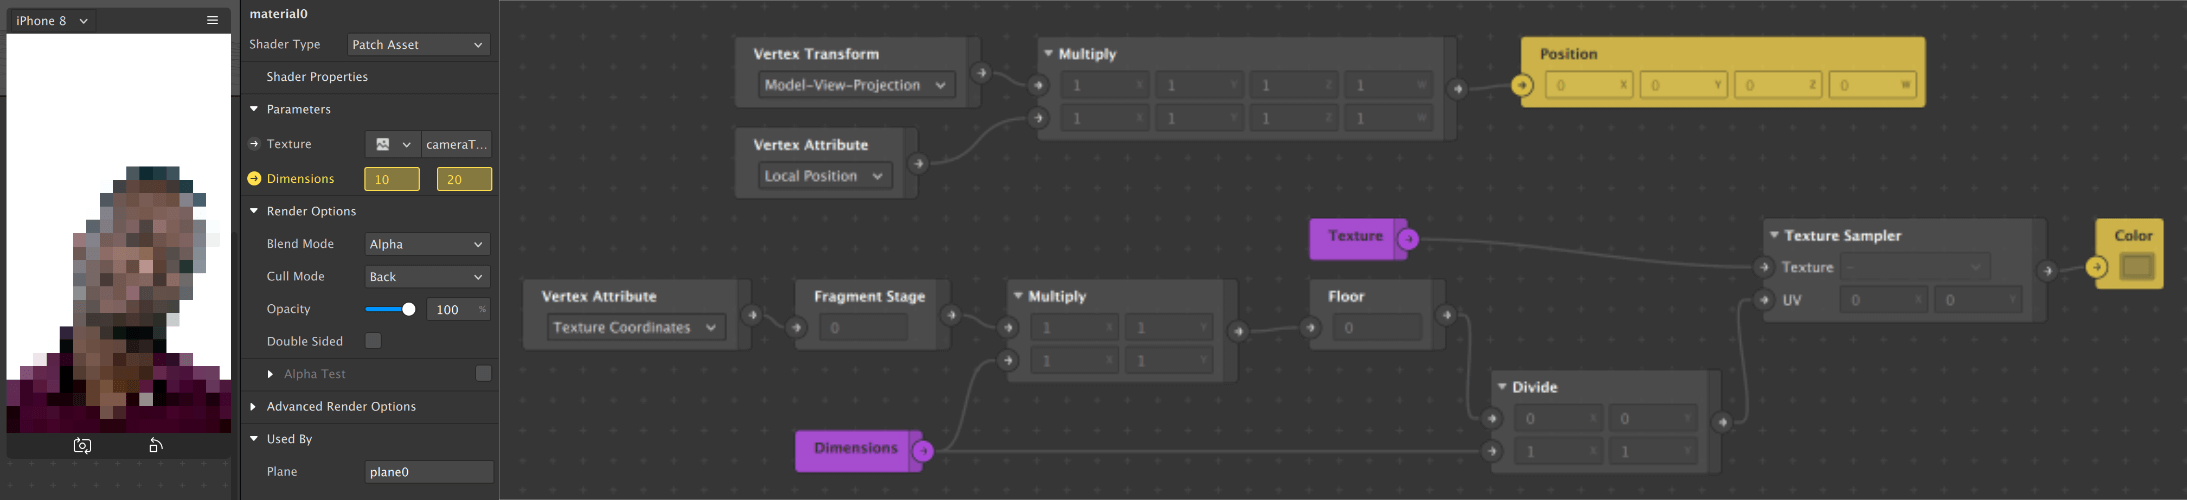 iPhone 8
material0
Shader Type Patch Asset
Shader Properties
Parameters
Texture cameraT...
Dimensions 10 20
Render Options
Blend Mode Alpha
Cull Mode Back
Opacity 100 %
Double Sided
Alpha Test
Advanced Render Options
Used By
Plane plane0
Vertex Transform
Model-View-Projection
Vertex Attribute
Local Position
Multiply
1 X 1 Y 1 Z 1 W
1 X 1 Y 1 Z 1 W
Position
0 X 0 Y 0 Z 0 W
Vertex Attribute
Texture Coordinates
Fragment Stage
0
Multiply
1 X 1 Y
1 X 1 Y
Dimensions
Texture
Floor
0
Divide
0 X 0 Y
1 X 1 Y
Texture Sampler
Texture -
UV 0 X 0 Y
Color